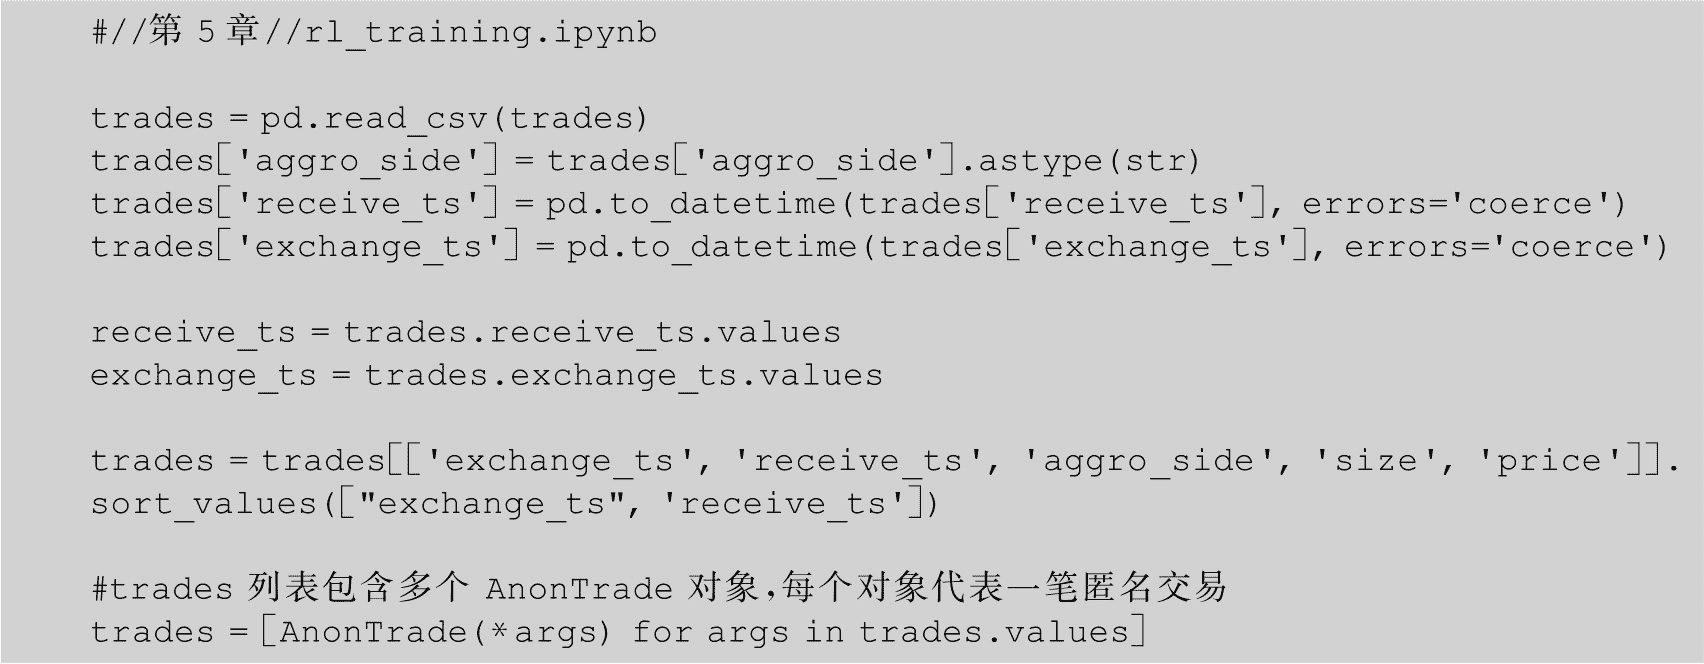 #//第 5 章//rl_training.ipynb
trades = pd.read_csv(trades)
trades['aggro_side'] = trades['aggro_side'].astype(str)
trades['receive_ts'] = pd.to_datetime(trades['receive_ts'], errors='coerce')
trades['exchange_ts'] = pd.to_datetime(trades['exchange_ts'], errors='coerce')
receive_ts = trades.receive_ts.values
exchange_ts = trades.exchange_ts.values
trades = trades[['exchange_ts', 'receive_ts', 'aggro_side', 'size', 'price']].
sort_values(["exchange_ts", 'receive_ts'])
#trades 列表包含多个 AnonTrade 对象,每个对象代表一笔匿名交易
trades = [AnonTrade(*args) for args in trades.values]